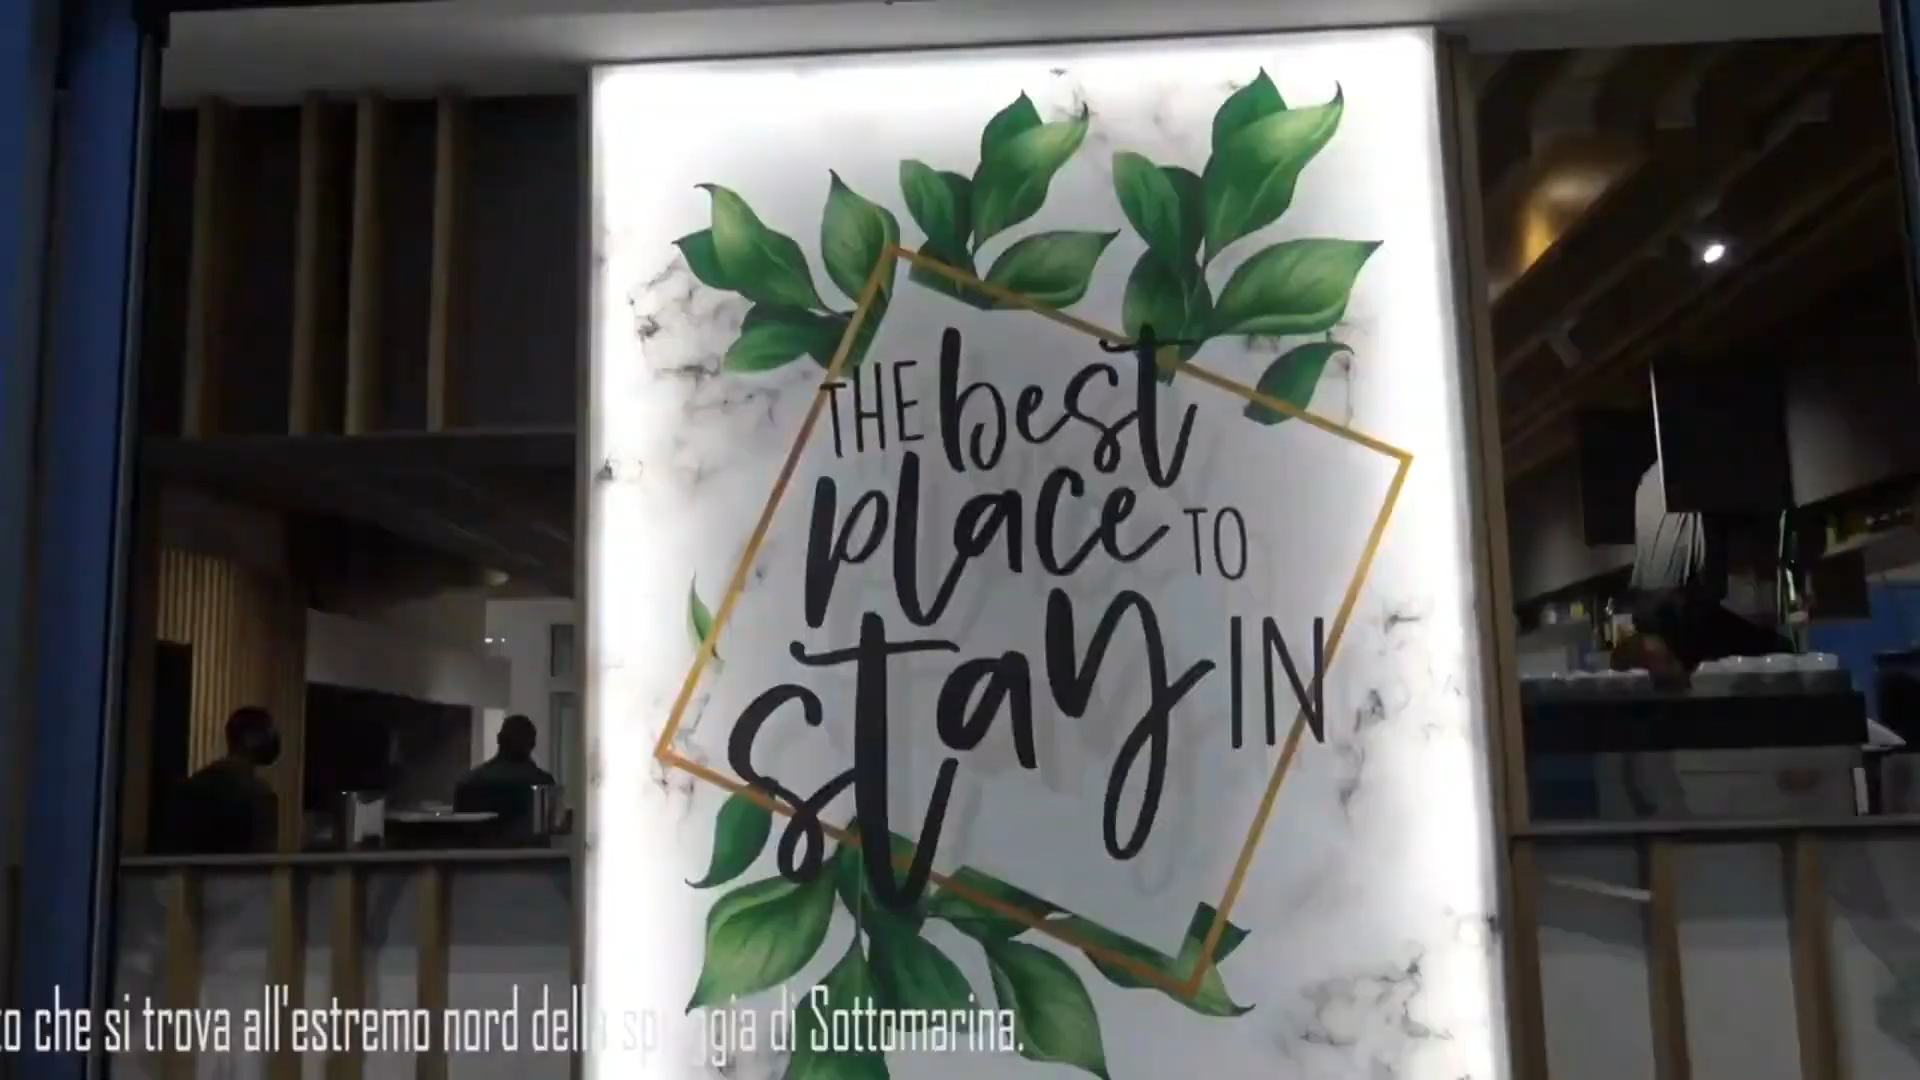 THE best
place TO
stay IN
che si trova all'estremo nord della spiaggia di Sottomarina.